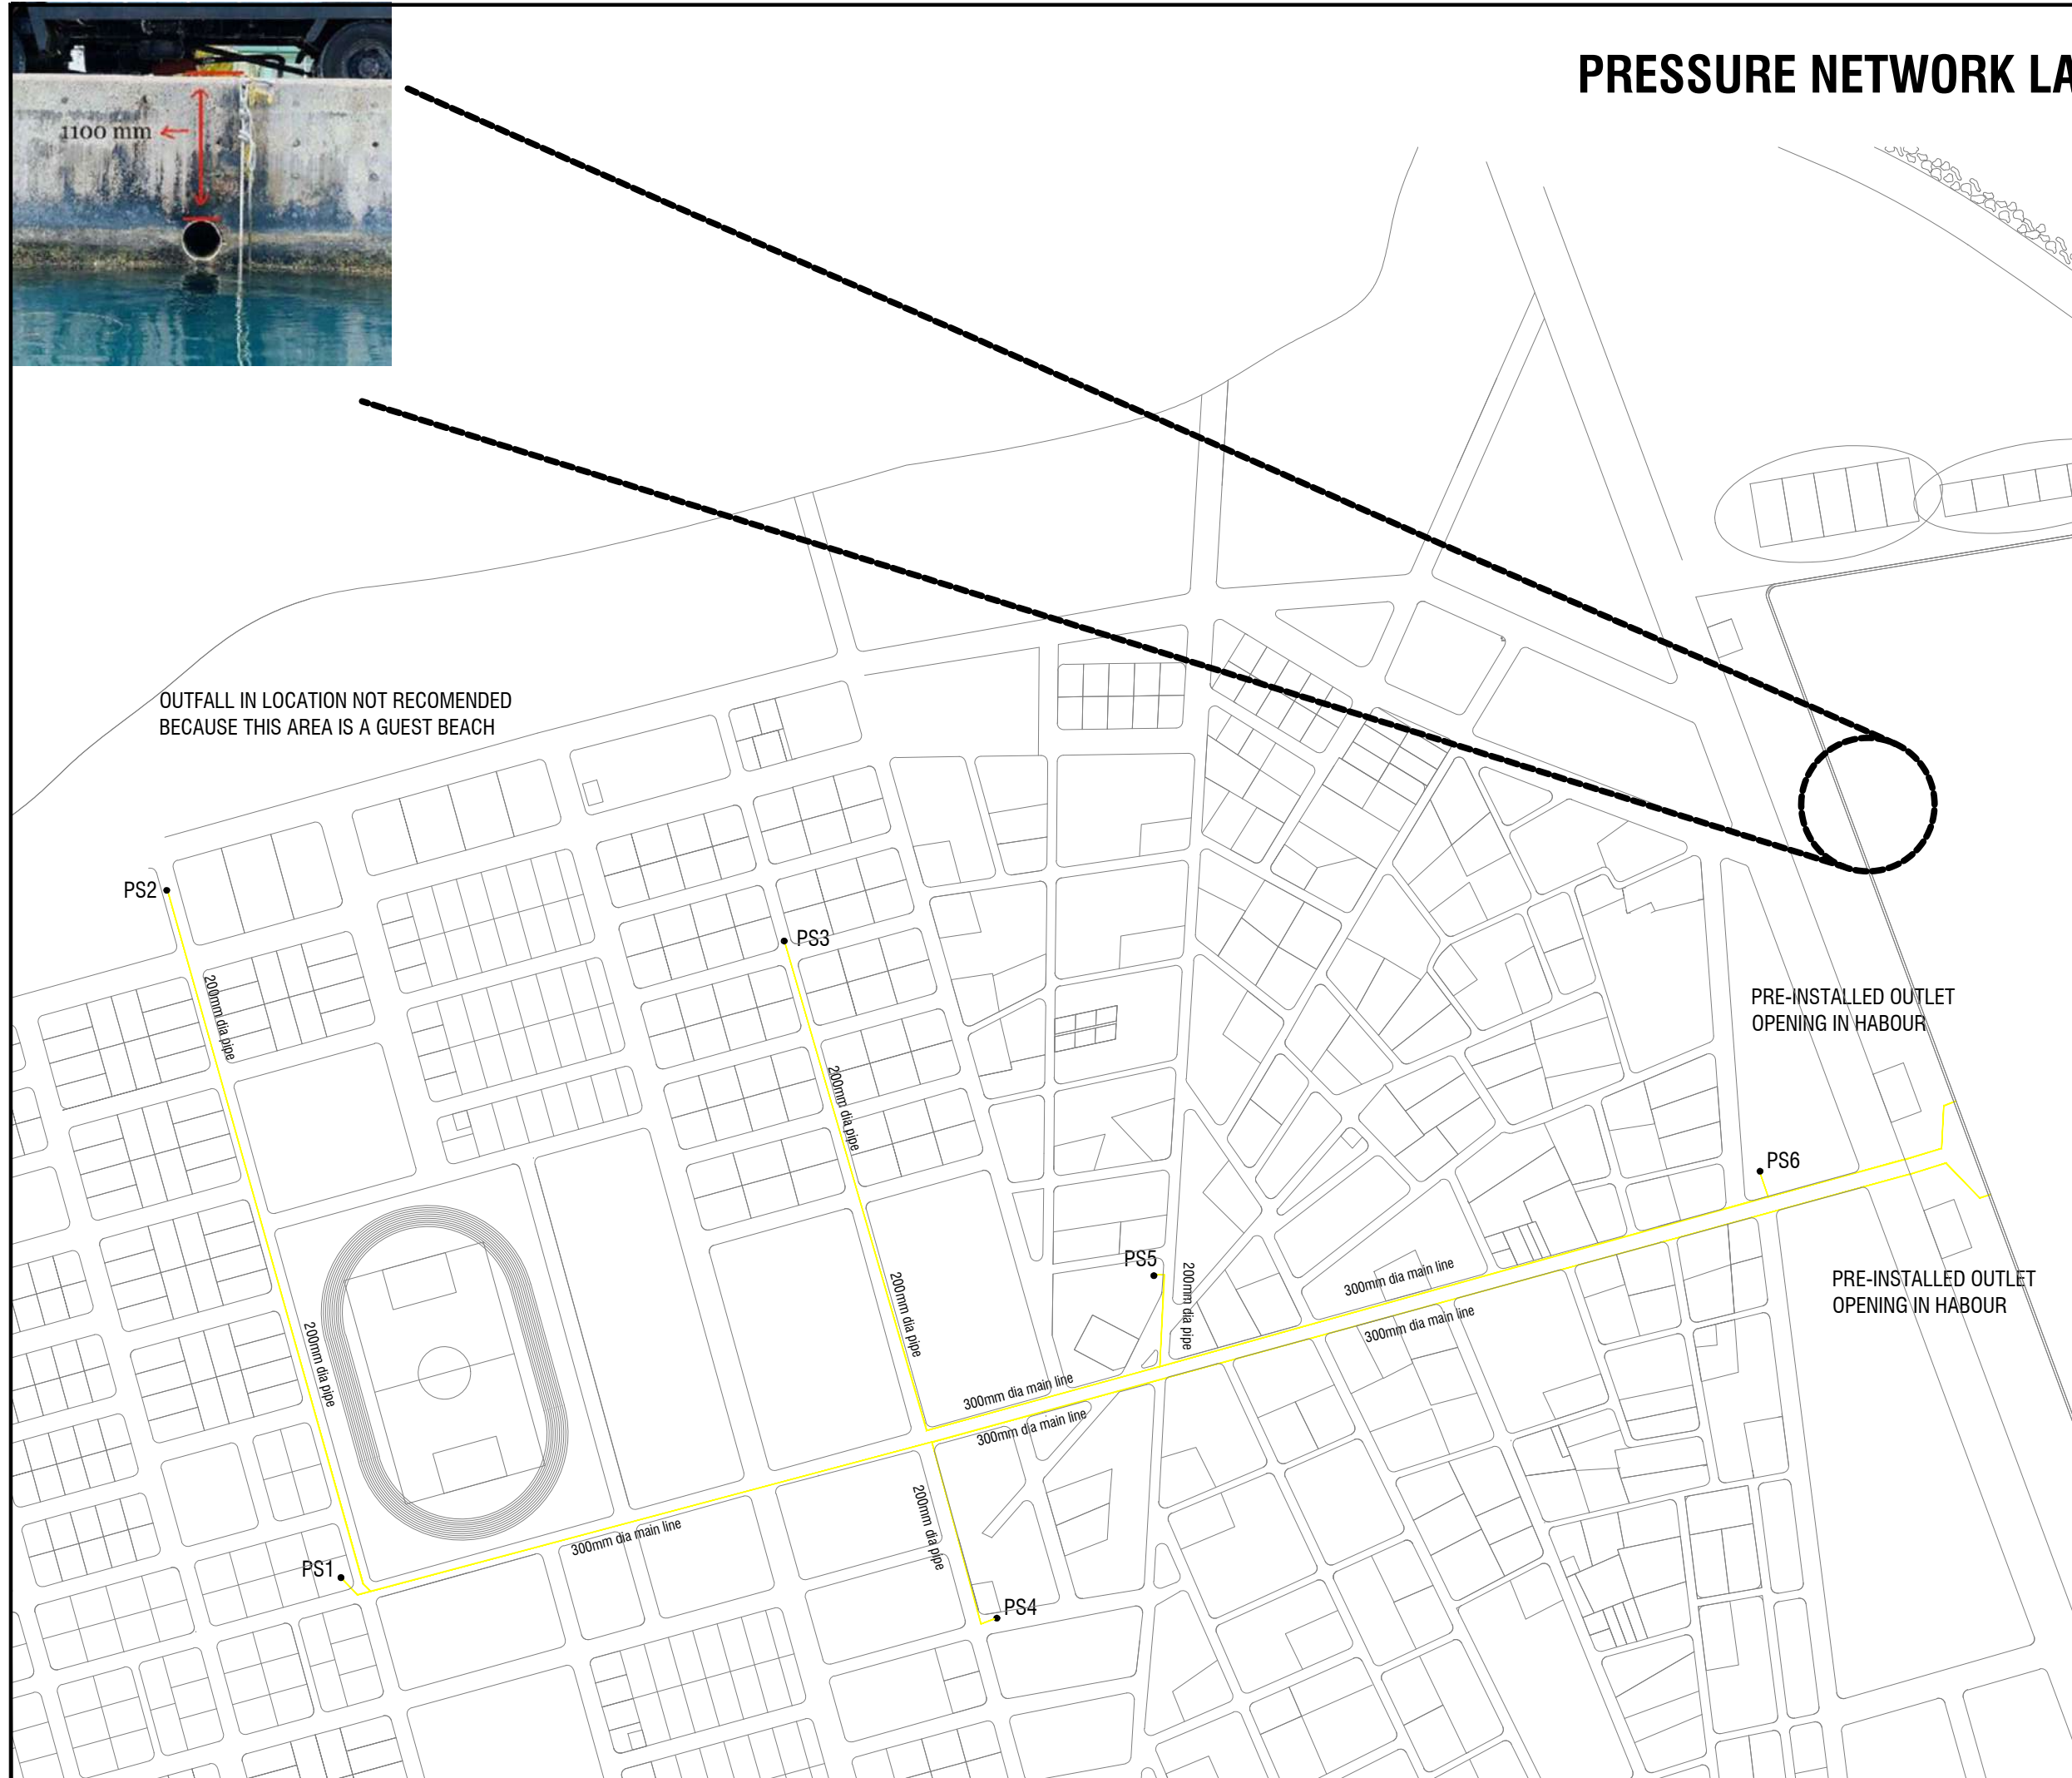 PRESSURE NETWORK LA
1100 mm
OUTFALL IN LOCATION NOT RECOMENDED
BECAUSE THIS AREA IS A GUEST BEACH
PS2
PS3
200mm dia pipe
PRE-INSTALLED OUTLET
OPENING IN HABOUR
200mm dia pipe
PS6
PS5
200mm dia pipe
200mm dia pipe
300mm dia main line
PRE-INSTALLED OUTLET
OPENING IN HABOUR
200mm dia pipe
300mm dia main line
300mm dia main line
300mm dia main line
200mm dia pipe
300mm dia main line
PS1
PS4